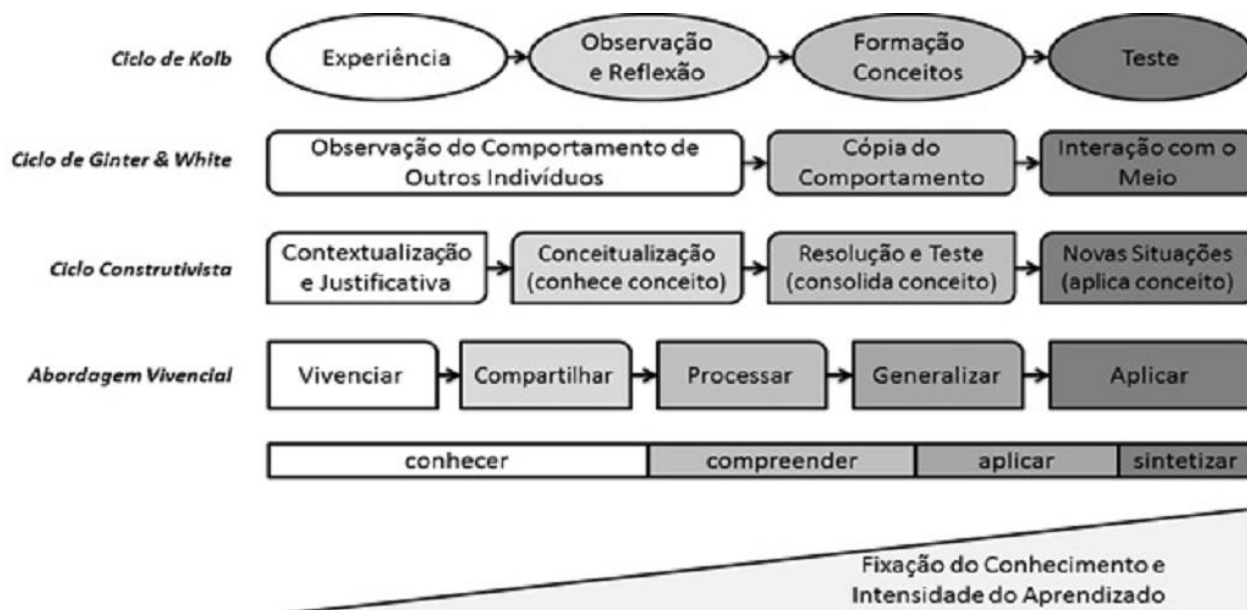 Ciclo de Kolb
Experiência
Observação
e Reflexão
Formação
Conceitos
Teste
Ciclo de Ginter & White
Observação do Comportamento de
Outros Indivíduos
Cópia do
Comportamento
Interação com o
Meio
Ciclo Construtivista
Contextualização
e Justificativa
Conceitualização
(conhece conceito)
Resolução e Teste
(consolida conceito)
Novas Situações
(aplica conceito)
Abordagem Vivencial
Vivenciar
Compartilhar
Processar
Generalizar
Aplicar
conhecer
compreender
aplicar
sintetizar
Fixação do Conhecimento e
Intensidade do Aprendizado